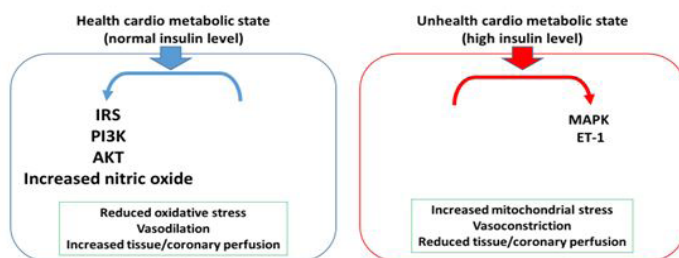 Health cardio metabolic state
(normal insulin level)
IRS
PI3K
AKT
Increased nitric oxide
Reduced oxidative stress
Vasodilation
Increased tissue/coronary perfusion
Unhealth cardio metabolic state
(high insulin level)
MAPK
ET-1
Increased mitochondrial stress
Vasoconstriction
Reduced tissue/coronary perfusion